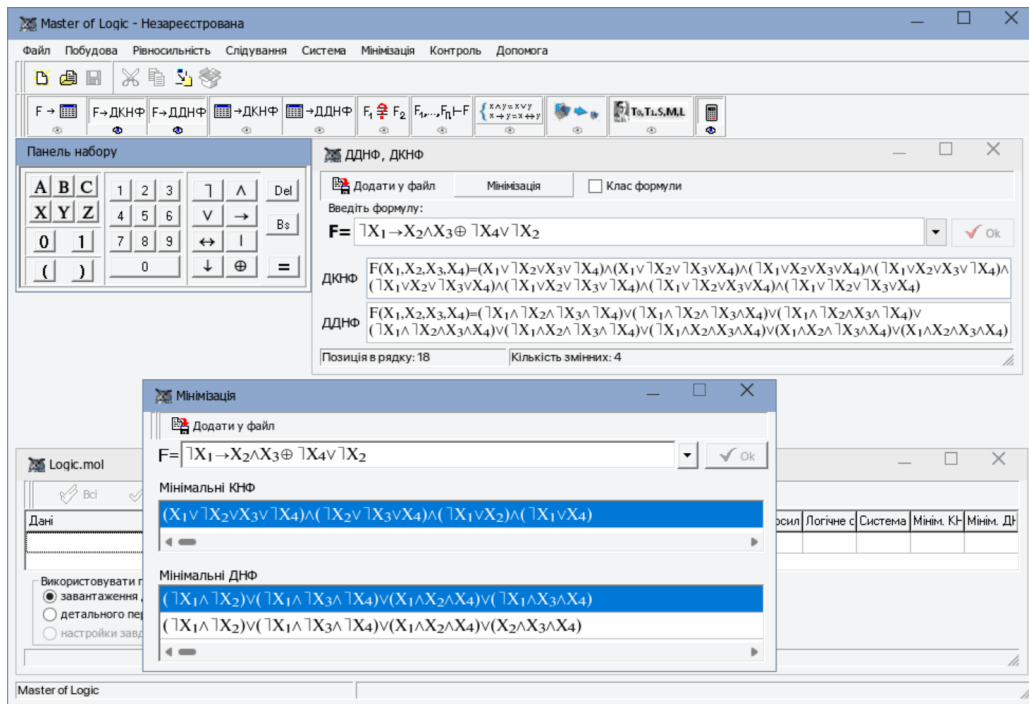 Master of Logic - Незареєстрована
Файл Побудова Рівносильність Слідування Система Мінімізація Контроль Допомога
F→ F→ДКНФ F→ДДНФ →ДКНФ →ДДНФ F₁ F₂ F₁,...,Fₙ⊢F x∧y≡x∨y T₀,T₁,S,M,L
x→y≡x↔y
Панель набору
A B C 1 2 3 ⅂ ∧ Del
X Y Z 4 5 6 ∨ → Bs
0 1 7 8 9 ↔ |
( ) 0 ↓ ⊕ =
ДДНФ, ДКНФ
Додати у файл Мінімізація Клас формули
Введіть формулу:
F= ⅂X₁→X₂∧X₃⊕ ⅂X₄∨⅂X₂ Ok
ДКНФ F(X₁,X₂,X₃,X₄)=(X₁∨⅂X₂∨X₃∨⅂X₄)∧(X₁∨⅂X₂∨⅂X₃∨X₄)∧(⅂X₁∨X₂∨X₃∨X₄)∧(⅂X₁∨X₂∨X₃∨⅂X₄)∧
(⅂X₁∨X₂∨⅂X₃∨X₄)∧(⅂X₁∨X₂∨⅂X₃∨⅂X₄)∧(⅂X₁∨⅂X₂∨X₃∨X₄)∧(⅂X₁∨⅂X₂∨⅂X₃∨X₄)
ДДНФ F(X₁,X₂,X₃,X₄)=(⅂X₁∧⅂X₂∧⅂X₃∧⅂X₄)∨(⅂X₁∧⅂X₂∧⅂X₃∧X₄)∨(⅂X₁∧⅂X₂∧X₃∧⅂X₄)∨
(⅂X₁∧⅂X₂∧X₃∧X₄)∨(⅂X₁∧X₂∧⅂X₃∧⅂X₄)∨(⅂X₁∧X₂∧X₃∧X₄)∨(X₁∧X₂∧⅂X₃∧X₄)∨(X₁∧X₂∧X₃∧X₄)
Позиція в рядку: 18 Кількість змінних: 4
Мінімізація
Додати у файл
F= ⅂X₁→X₂∧X₃⊕ ⅂X₄∨⅂X₂ Ok
Мінімальні КНФ
(X₁∨⅂X₂∨X₃∨⅂X₄)∧(⅂X₂∨⅂X₃∨X₄)∧(⅂X₁∨X₂)∧(⅂X₁∨X₄)
Мінімальні ДНФ
(⅂X₁∧⅂X₂)∨(⅂X₁∧⅂X₃∧⅂X₄)∨(X₁∧X₂∧X₄)∨(⅂X₁∧X₃∧X₄)
(⅂X₁∧⅂X₂)∨(⅂X₁∧⅂X₃∧⅂X₄)∨(X₁∧X₂∧X₄)∨(X₂∧X₃∧X₄)
Logic.mol
Всі
Дані Логічне с Система Мінім. КН Мінім. ДН
Використовувати
завантаження
детального
настройки
Master of Logic